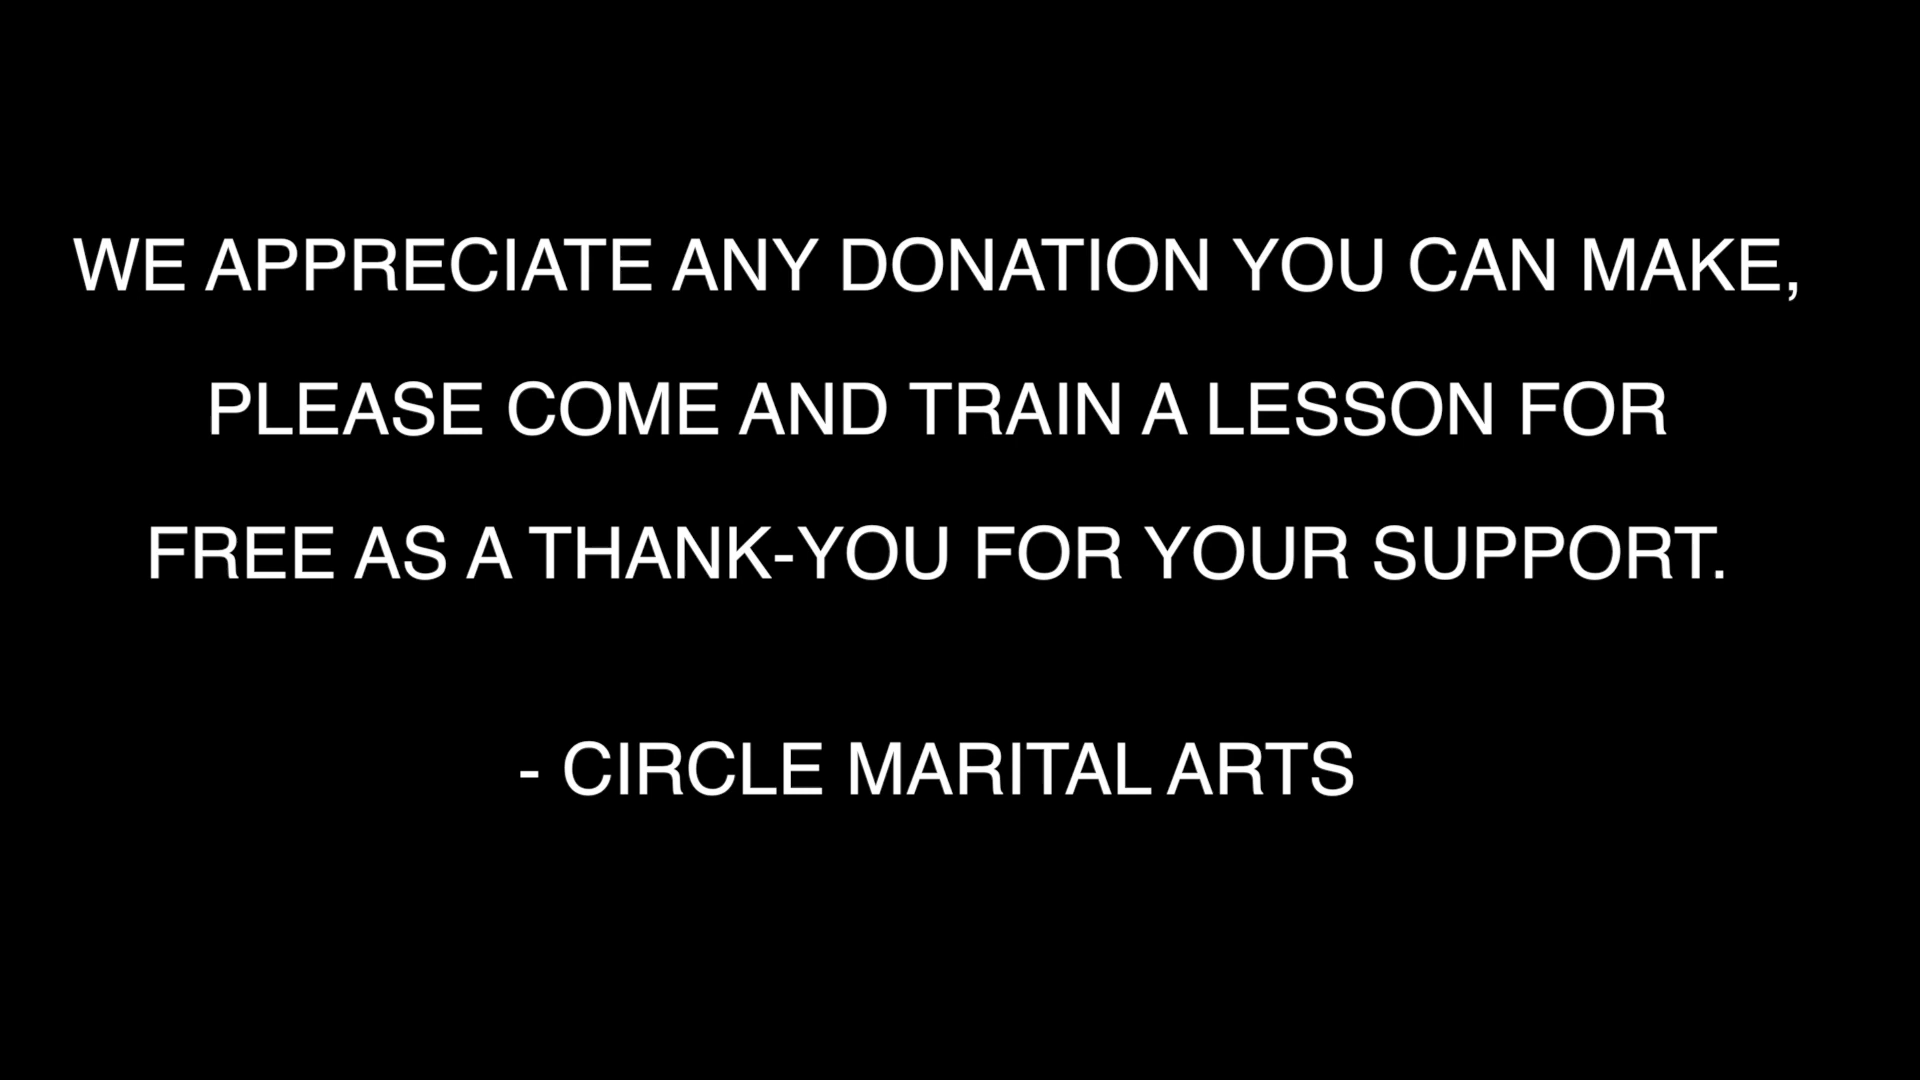 WE APPRECIATE ANY DONATION YOU CAN MAKE,
PLEASE COME AND TRAIN A LESSON FOR
FREE AS A THANK-YOU FOR YOUR SUPPORT.
- CIRCLE MARITAL ARTS